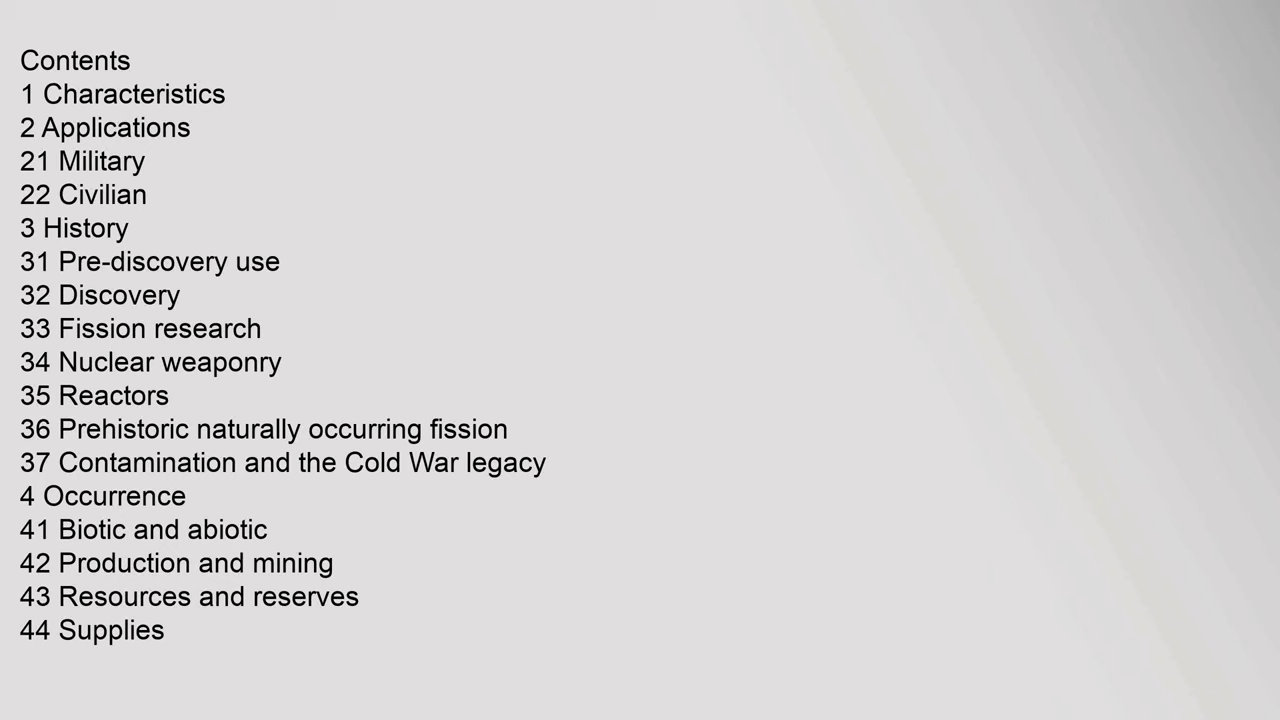 Contents
1 Characteristics
2 Applications
21 Military
22 Civilian
3 History
31 Pre-discovery use
32 Discovery
33 Fission research
34 Nuclear weaponry
35 Reactors
36 Prehistoric naturally occurring fission
37 Contamination and the Cold War legacy
4 Occurrence
41 Biotic and abiotic
42 Production and mining
43 Resources and reserves
44 Supplies